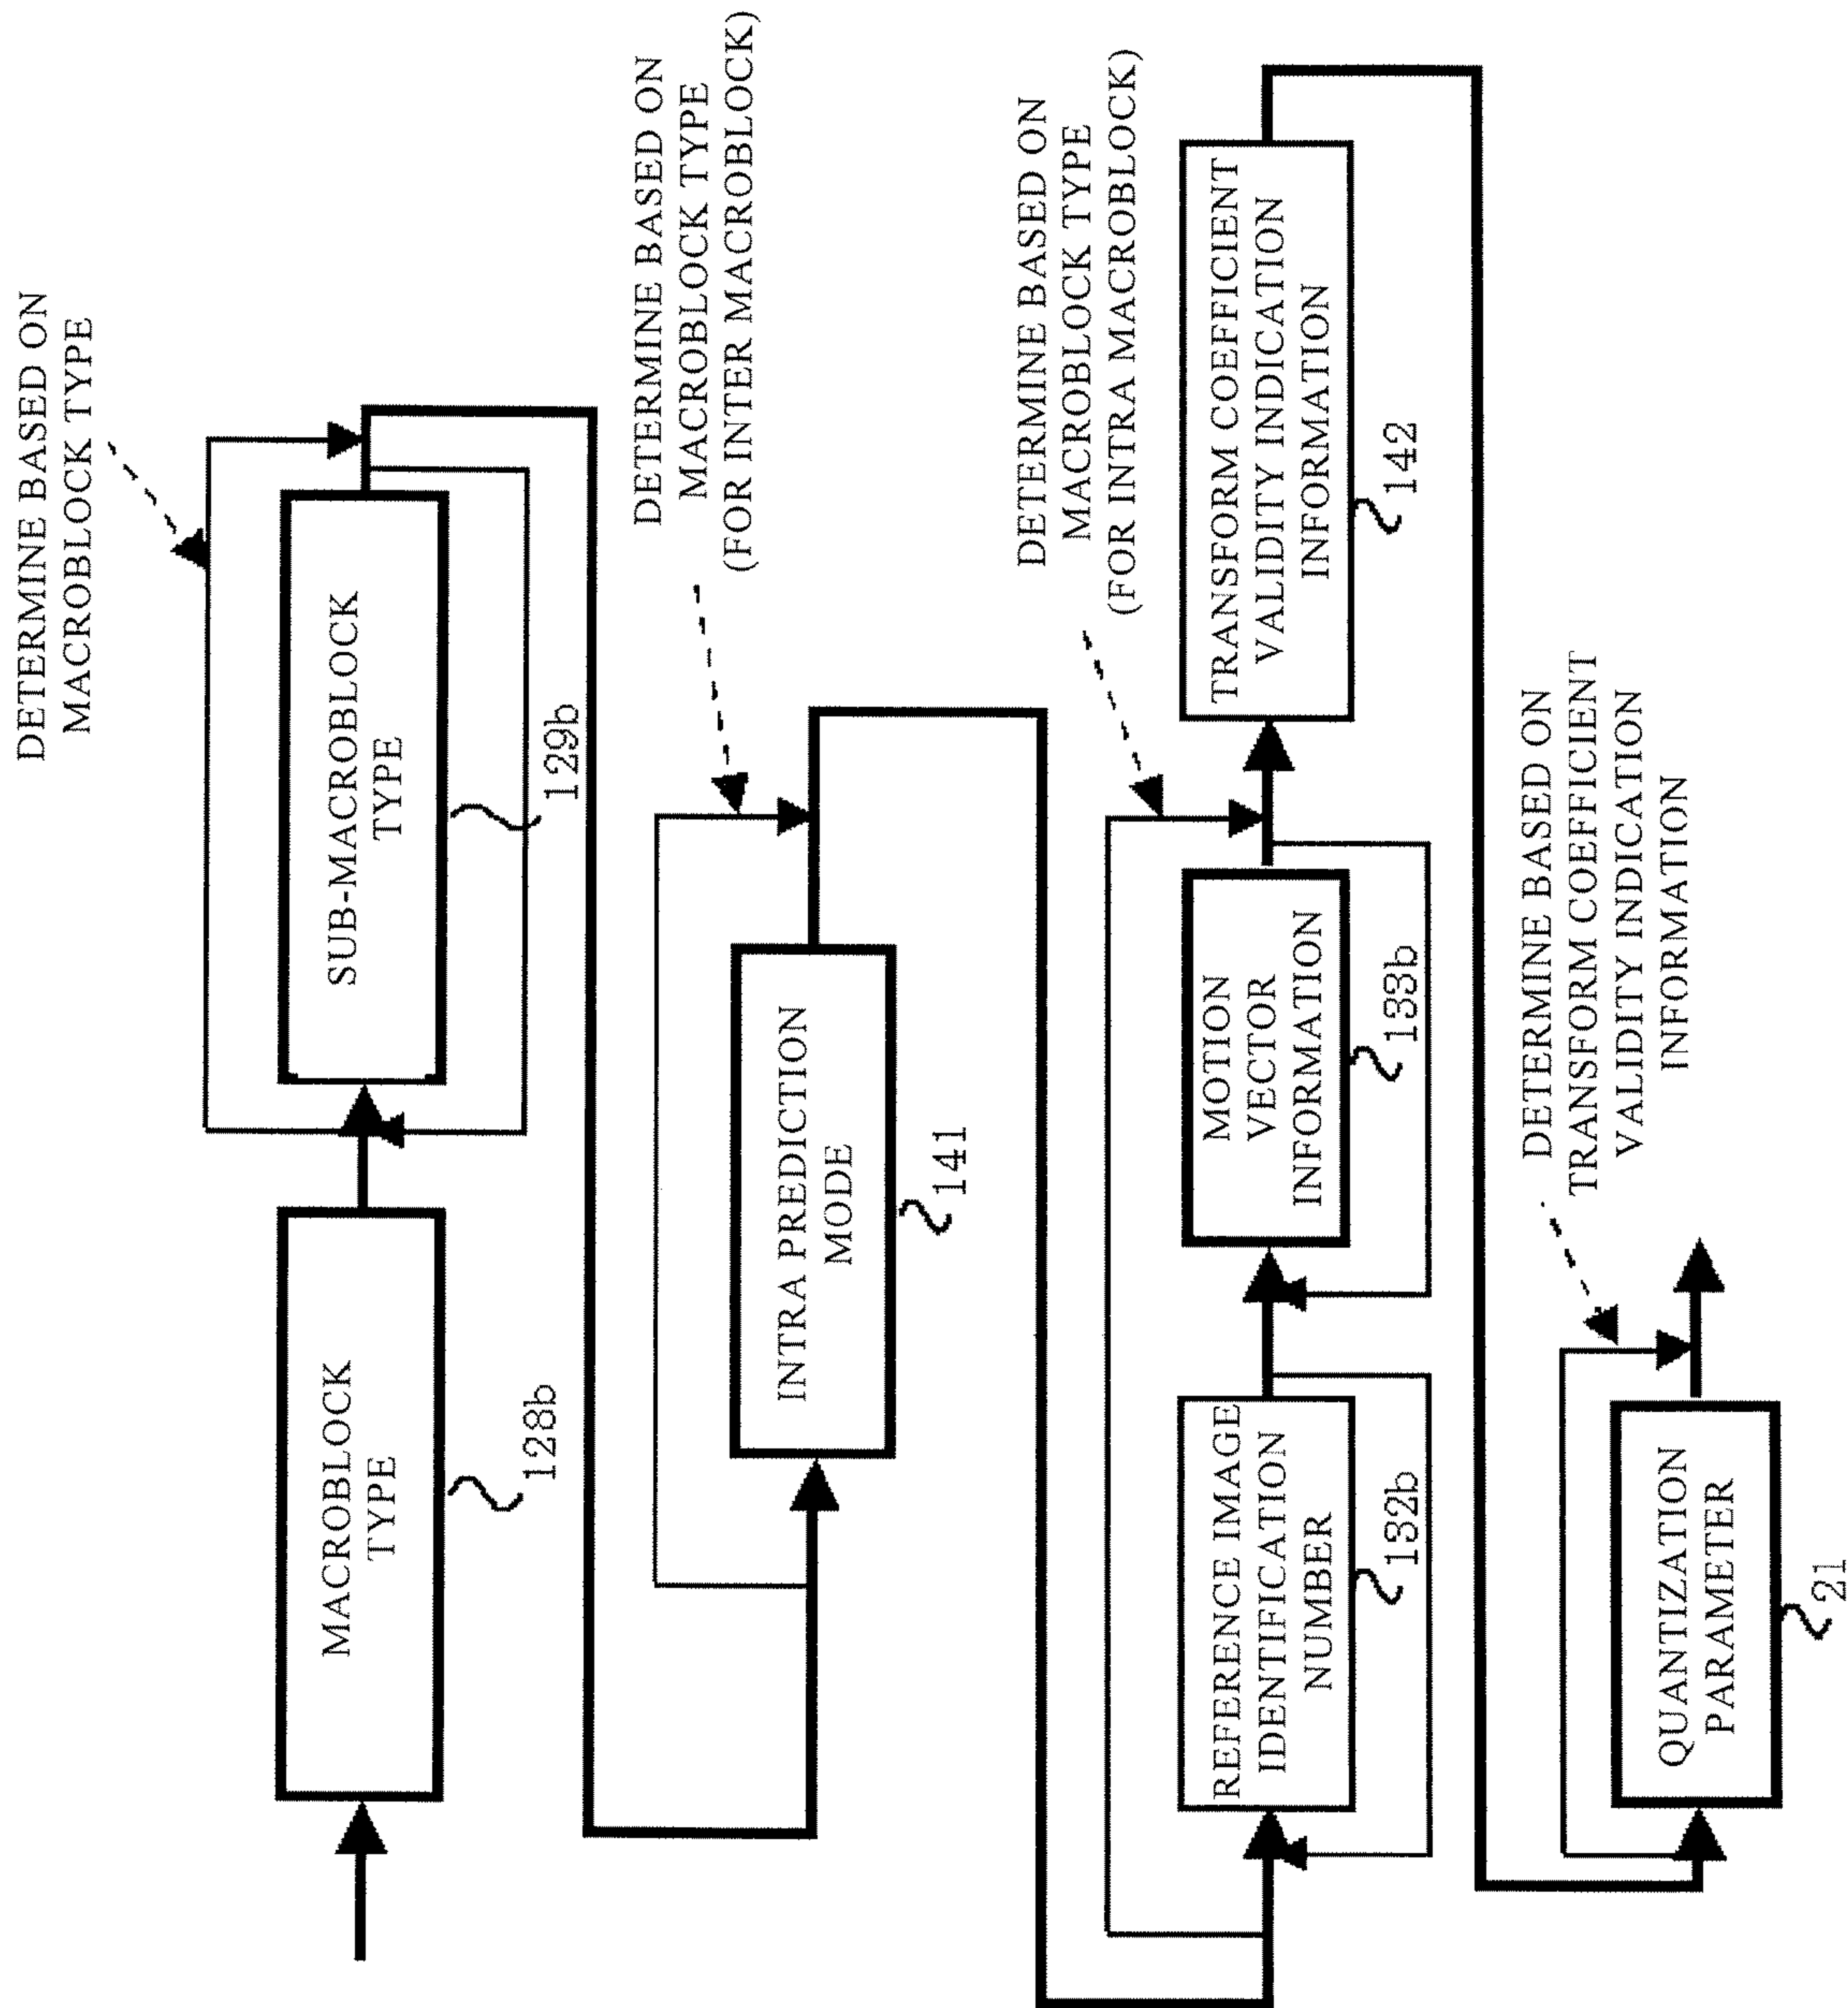 DETERMINE BASED ON
MACROBLOCK TYPE
MACROBLOCK
TYPE
128b
SUB-MACROBLOCK
TYPE
129b
DETERMINE BASED ON
MACROBLOCK TYPE
(FOR INTER MACROBLOCK)
INTRA PREDICTION
MODE
141
DETERMINE BASED ON
MACROBLOCK TYPE
(FOR INTRA MACROBLOCK)
REFERENCE IMAGE
IDENTIFICATION
NUMBER
132b
MOTION
VECTOR
INFORMATION
133b
TRANSFORM COEFFICIENT
VALIDITY INDICATION
INFORMATION
142
DETERMINE BASED ON
TRANSFORM COEFFICIENT
VALIDITY INDICATION
INFORMATION
QUANTIZATION
PARAMETER
21